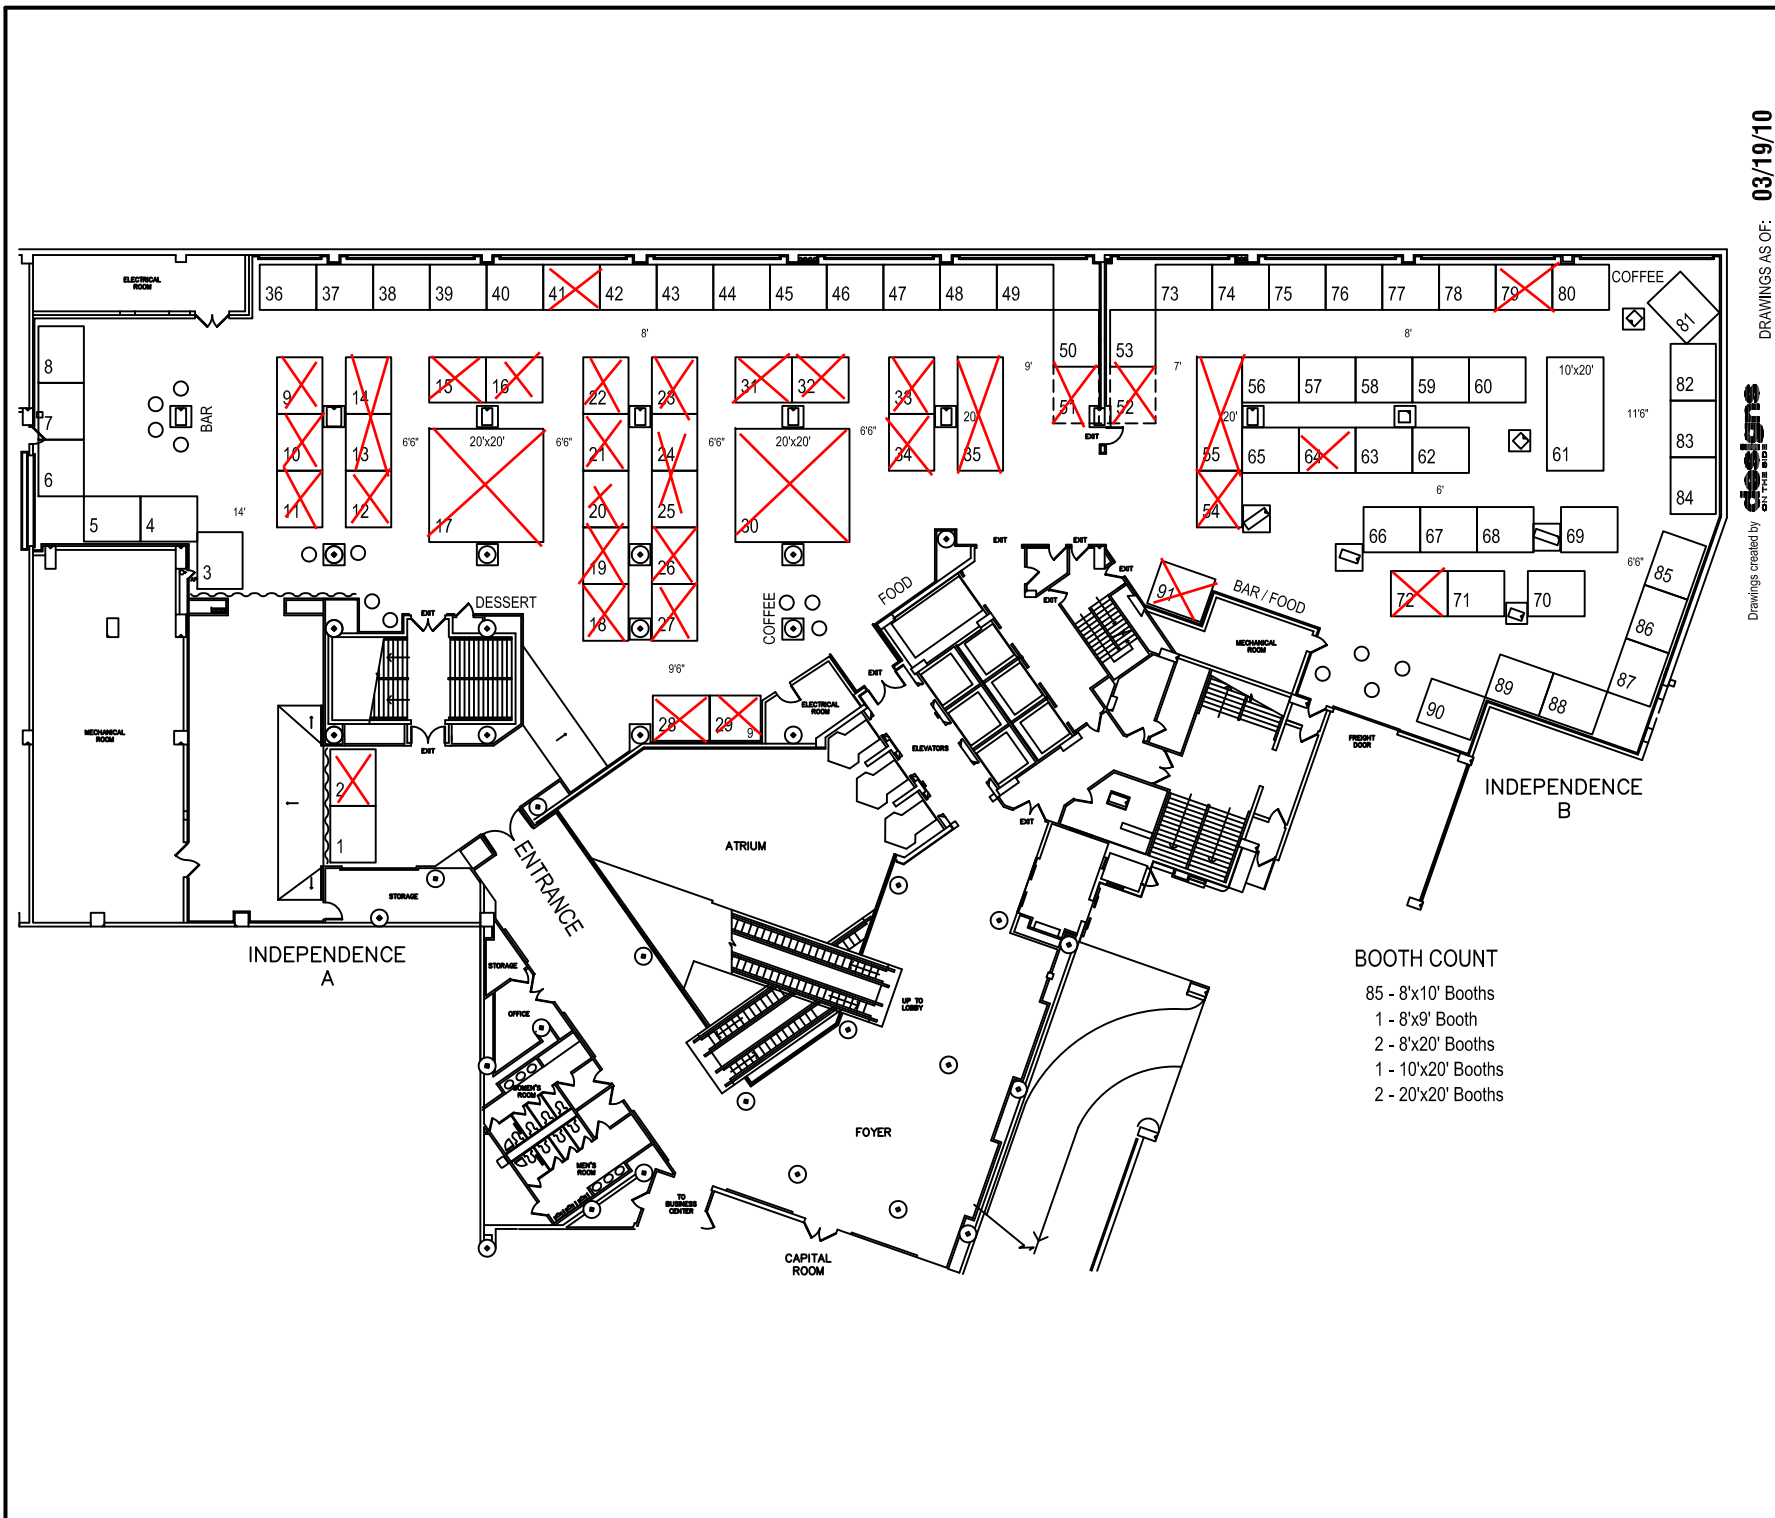 DRAWINGS AS OF: 03/19/10
Drawings created by designs
ON THE SIDE
ELECTRICAL
ROOM
36 37 38 39 40 41 42 43 44 45 46 47 48 49
73 74 75 76 77 78 79 80
COFFEE
81
8'
8'
50 53
8 9 14 15 16 22 23 31 32 33
9'
7'
56 57 58 59 60
10'x20'
82
51 52
7
BAR
20'
20'
11'6"
10 13
6'6"
20'x20'
6'6"
21 24
6'6"
20'x20'
6'6"
34 35
EXIT
55 65 64 63 62 61 83
6
6'
5 4
14'
11 12 17 20 25 30 54 84
66 67 68 69
EXIT
EXIT
EXIT
3 19 26
FOOD
91
BAR / FOOD
72 71 70
6'6"
85
DESSERT
EXIT
18 27
COFFEE
EXIT
86
MECHANICAL
ROOM
9'6"
EXIT
87
89 88
90
28 29
9'
ELECTRICAL
ROOM
MECHANICAL
ROOM
EXIT
ELEVATORS
FREIGHT
DOOR
2
1
INDEPENDENCE
B
EXIT
ENTRANCE
ATRIUM
STORAGE
INDEPENDENCE
A
STORAGE
OFFICE
UP TO
LOBBY
BOOTH COUNT
85 - 8'x10' Booths
1 - 8'x9' Booth
2 - 8'x20' Booths
1 - 10'x20' Booths
2 - 20'x20' Booths
WOMEN'S
ROOM
FOYER
MEN'S
ROOM
TO
BUSINESS
CENTER
CAPITAL
ROOM